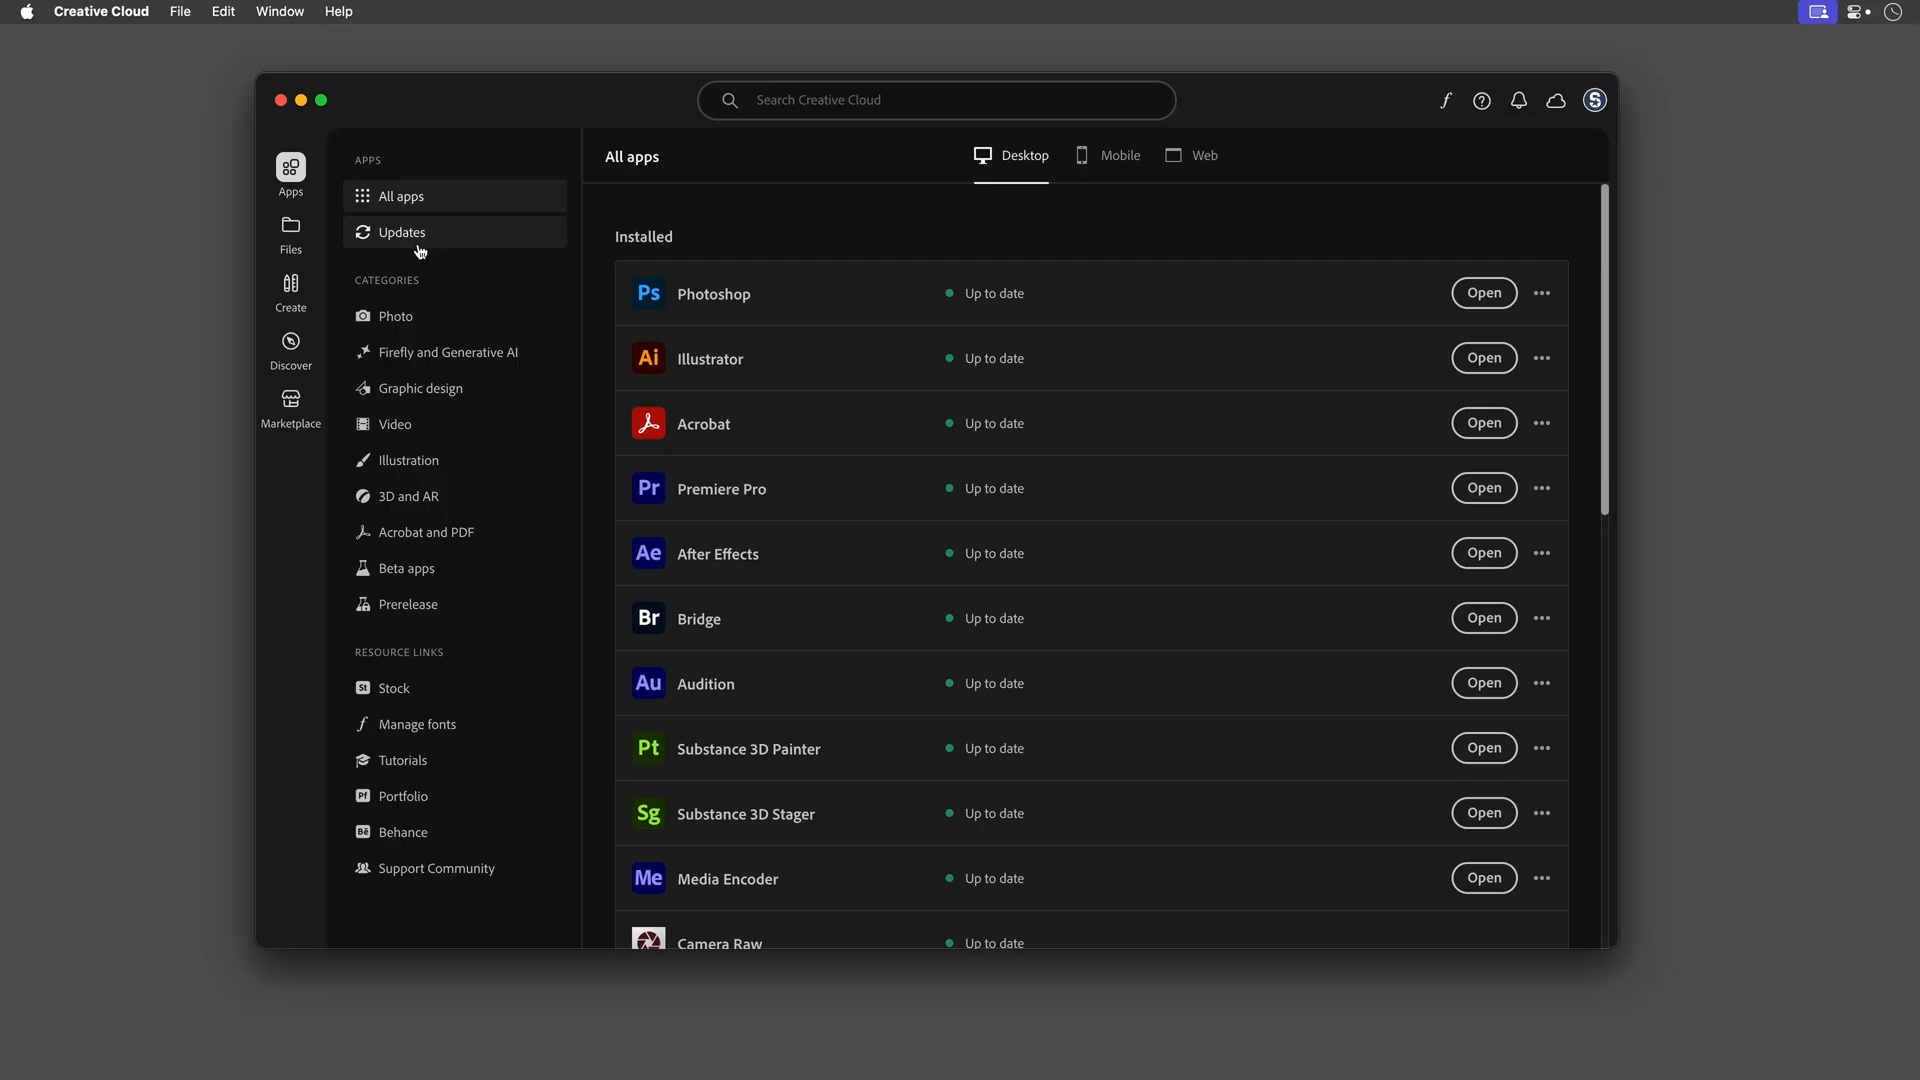 Creative Cloud File Edit Window Help
Search Creative Cloud
Apps
Files
Create
Discover
Marketplace
APPS
All apps
Updates
CATEGORIES
Photo
Firefly and Generative AI
Graphic design
Video
Illustration
3D and AR
Acrobat and PDF
Beta apps
Prerelease
RESOURCE LINKS
St Stock
Manage fonts
Tutorials
Pf Portfolio
Bē Behance
Support Community
All apps Desktop Mobile Web
Installed
Ps Photoshop Up to date Open
Ai Illustrator Up to date Open
Acrobat Up to date Open
Pr Premiere Pro Up to date Open
Ae After Effects Up to date Open
Br Bridge Up to date Open
Au Audition Up to date Open
Pt Substance 3D Painter Up to date Open
Sg Substance 3D Stager Up to date Open
Me Media Encoder Up to date Open
Camera Raw Up to date